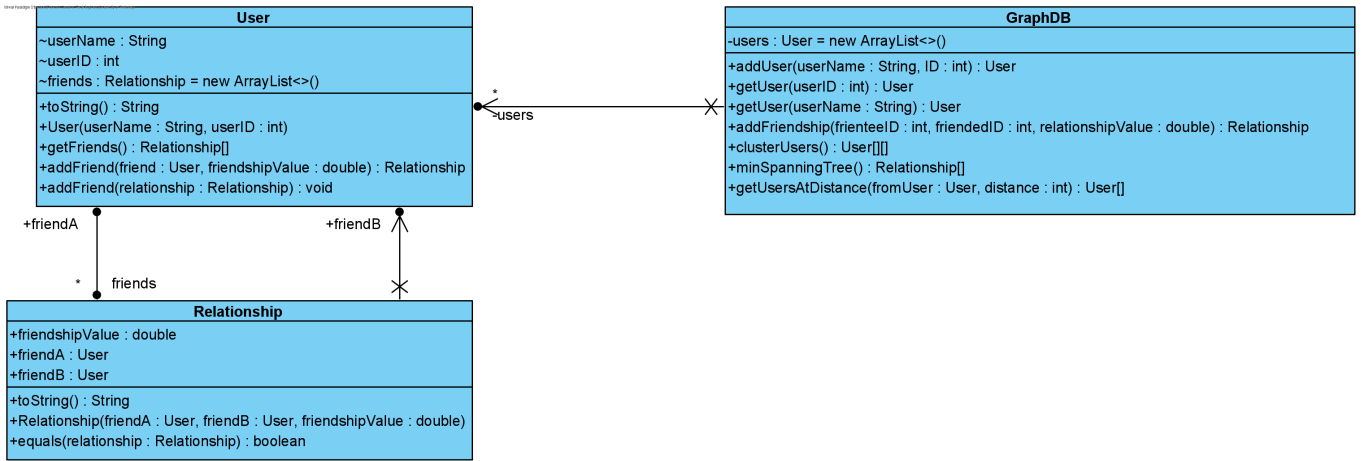 User
~userName : String
~userID : int
~friends : Relationship = new ArrayList<>()
+toString() : String
+User(userName : String, userID : int)
+getFriends() : Relationship[]
+addFriend(friend : User, friendshipValue : double) : Relationship
+addFriend(relationship : Relationship) : void
*
-users
GraphDB
-users : User = new ArrayList<>()
+addUser(userName : String, ID : int) : User
+getUser(userID : int) : User
+getUser(userName : String) : User
+addFriendship(frienteeID : int, friendedID : int, relationshipValue : double) : Relationship
+clusterUsers() : User[][]
+minSpanningTree() : Relationship[]
+getUsersAtDistance(fromUser : User, distance : int) : User[]
+friendA
+friendB
*
friends
Relationship
+friendshipValue : double
+friendA : User
+friendB : User
+toString() : String
+Relationship(friendA : User, friendB : User, friendshipValue : double)
+equals(relationship : Relationship) : boolean